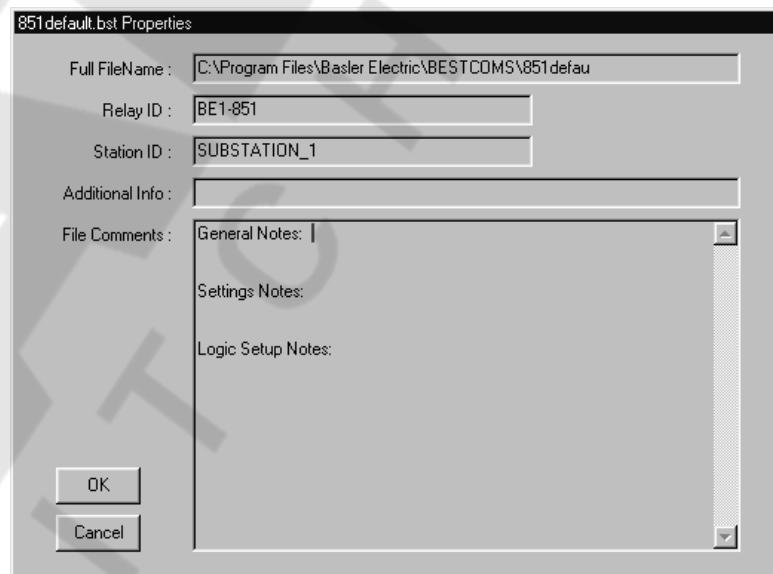 851default.bst Properties
Full FileName : C:\Program Files\Basler Electric\BESTCOMS\851defau
Relay ID : BE1-851
Station ID : SUBSTATION_1
Additional Info :
File Comments : General Notes:
Settings Notes:
Logic Setup Notes:
OK
Cancel